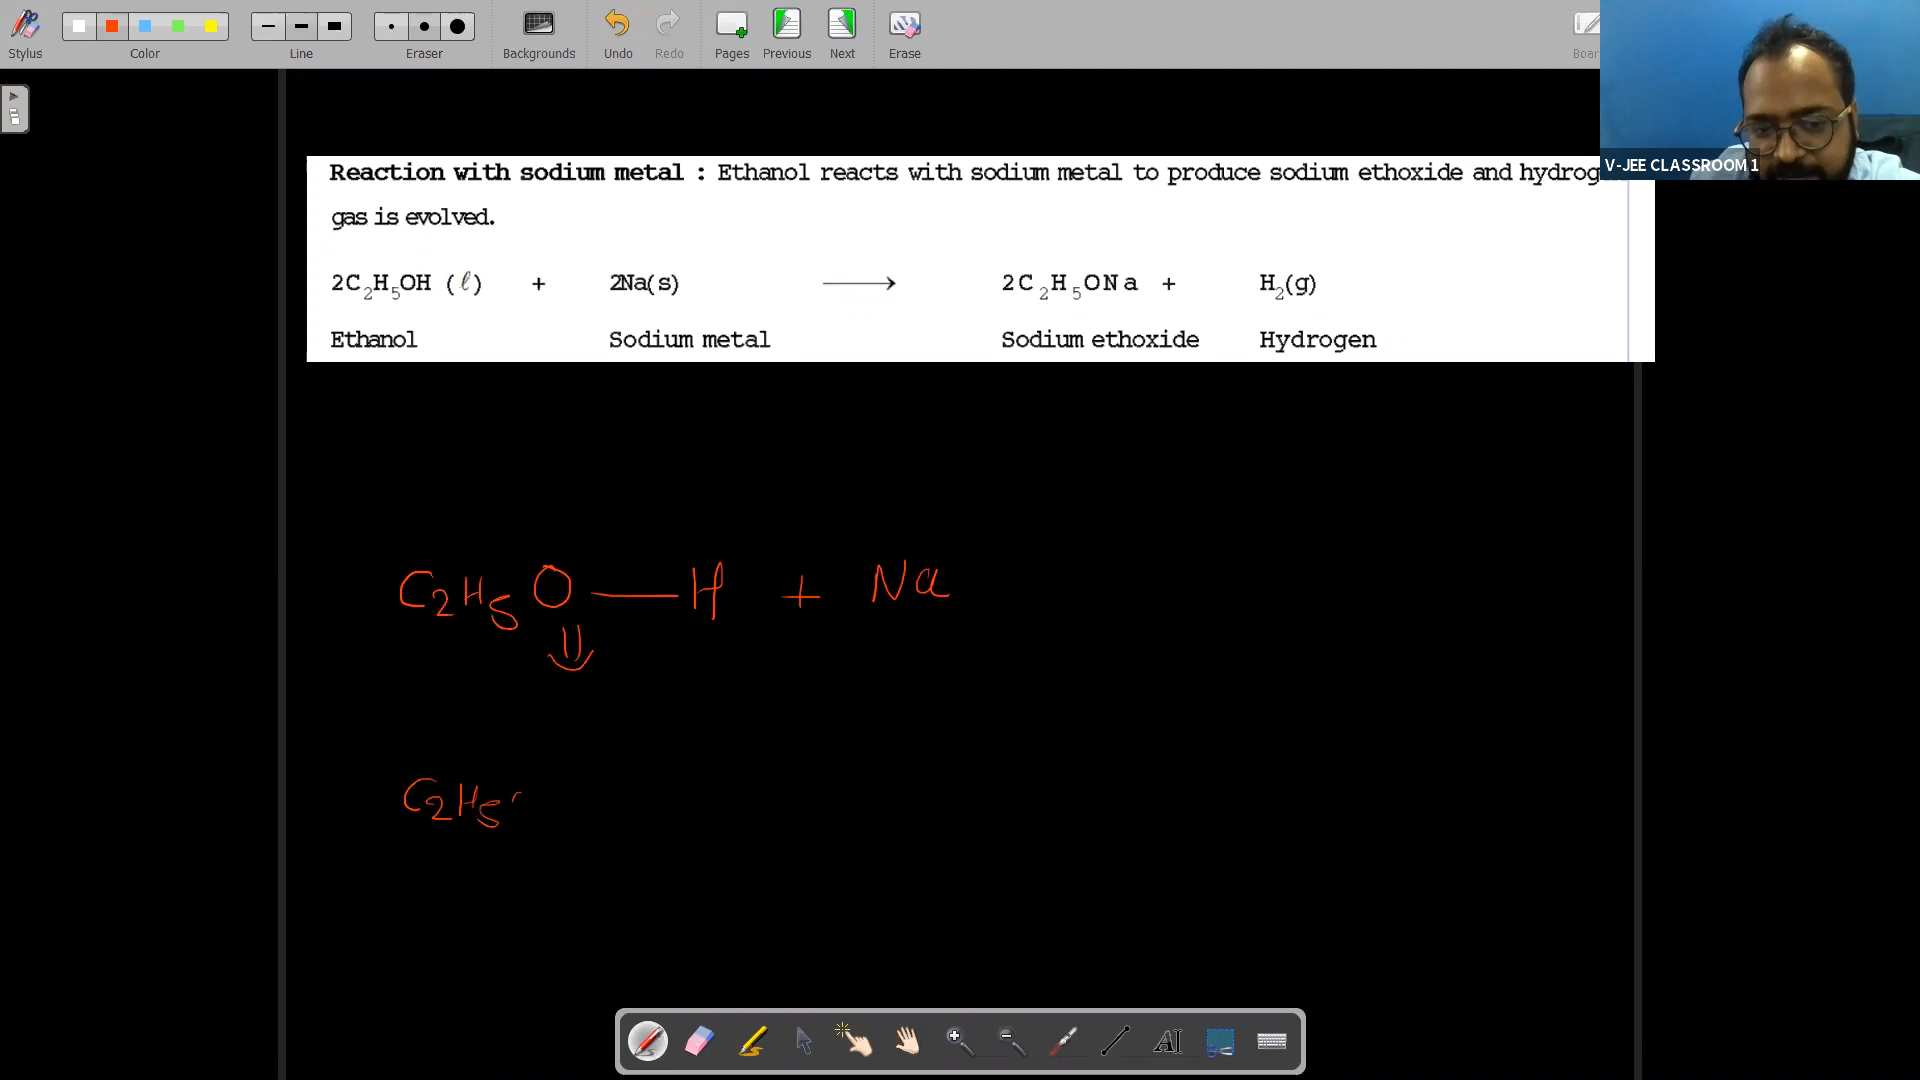 Stylus Color Line Eraser Backgrounds Undo Redo Pages Previous Next Erase
V-JEE CLASSROOM 1
Reaction with sodium metal : Ethanol reacts with sodium metal to produce sodium ethoxide and
gas is evolved.
2C₂H₅OH (ℓ) + 2Na(s) ⟶ 2C₂H₅ONa + H₂(g)
Ethanol Sodium metal Sodium ethoxide Hydrogen
C₂H₅O — H + Na
C₂H₅